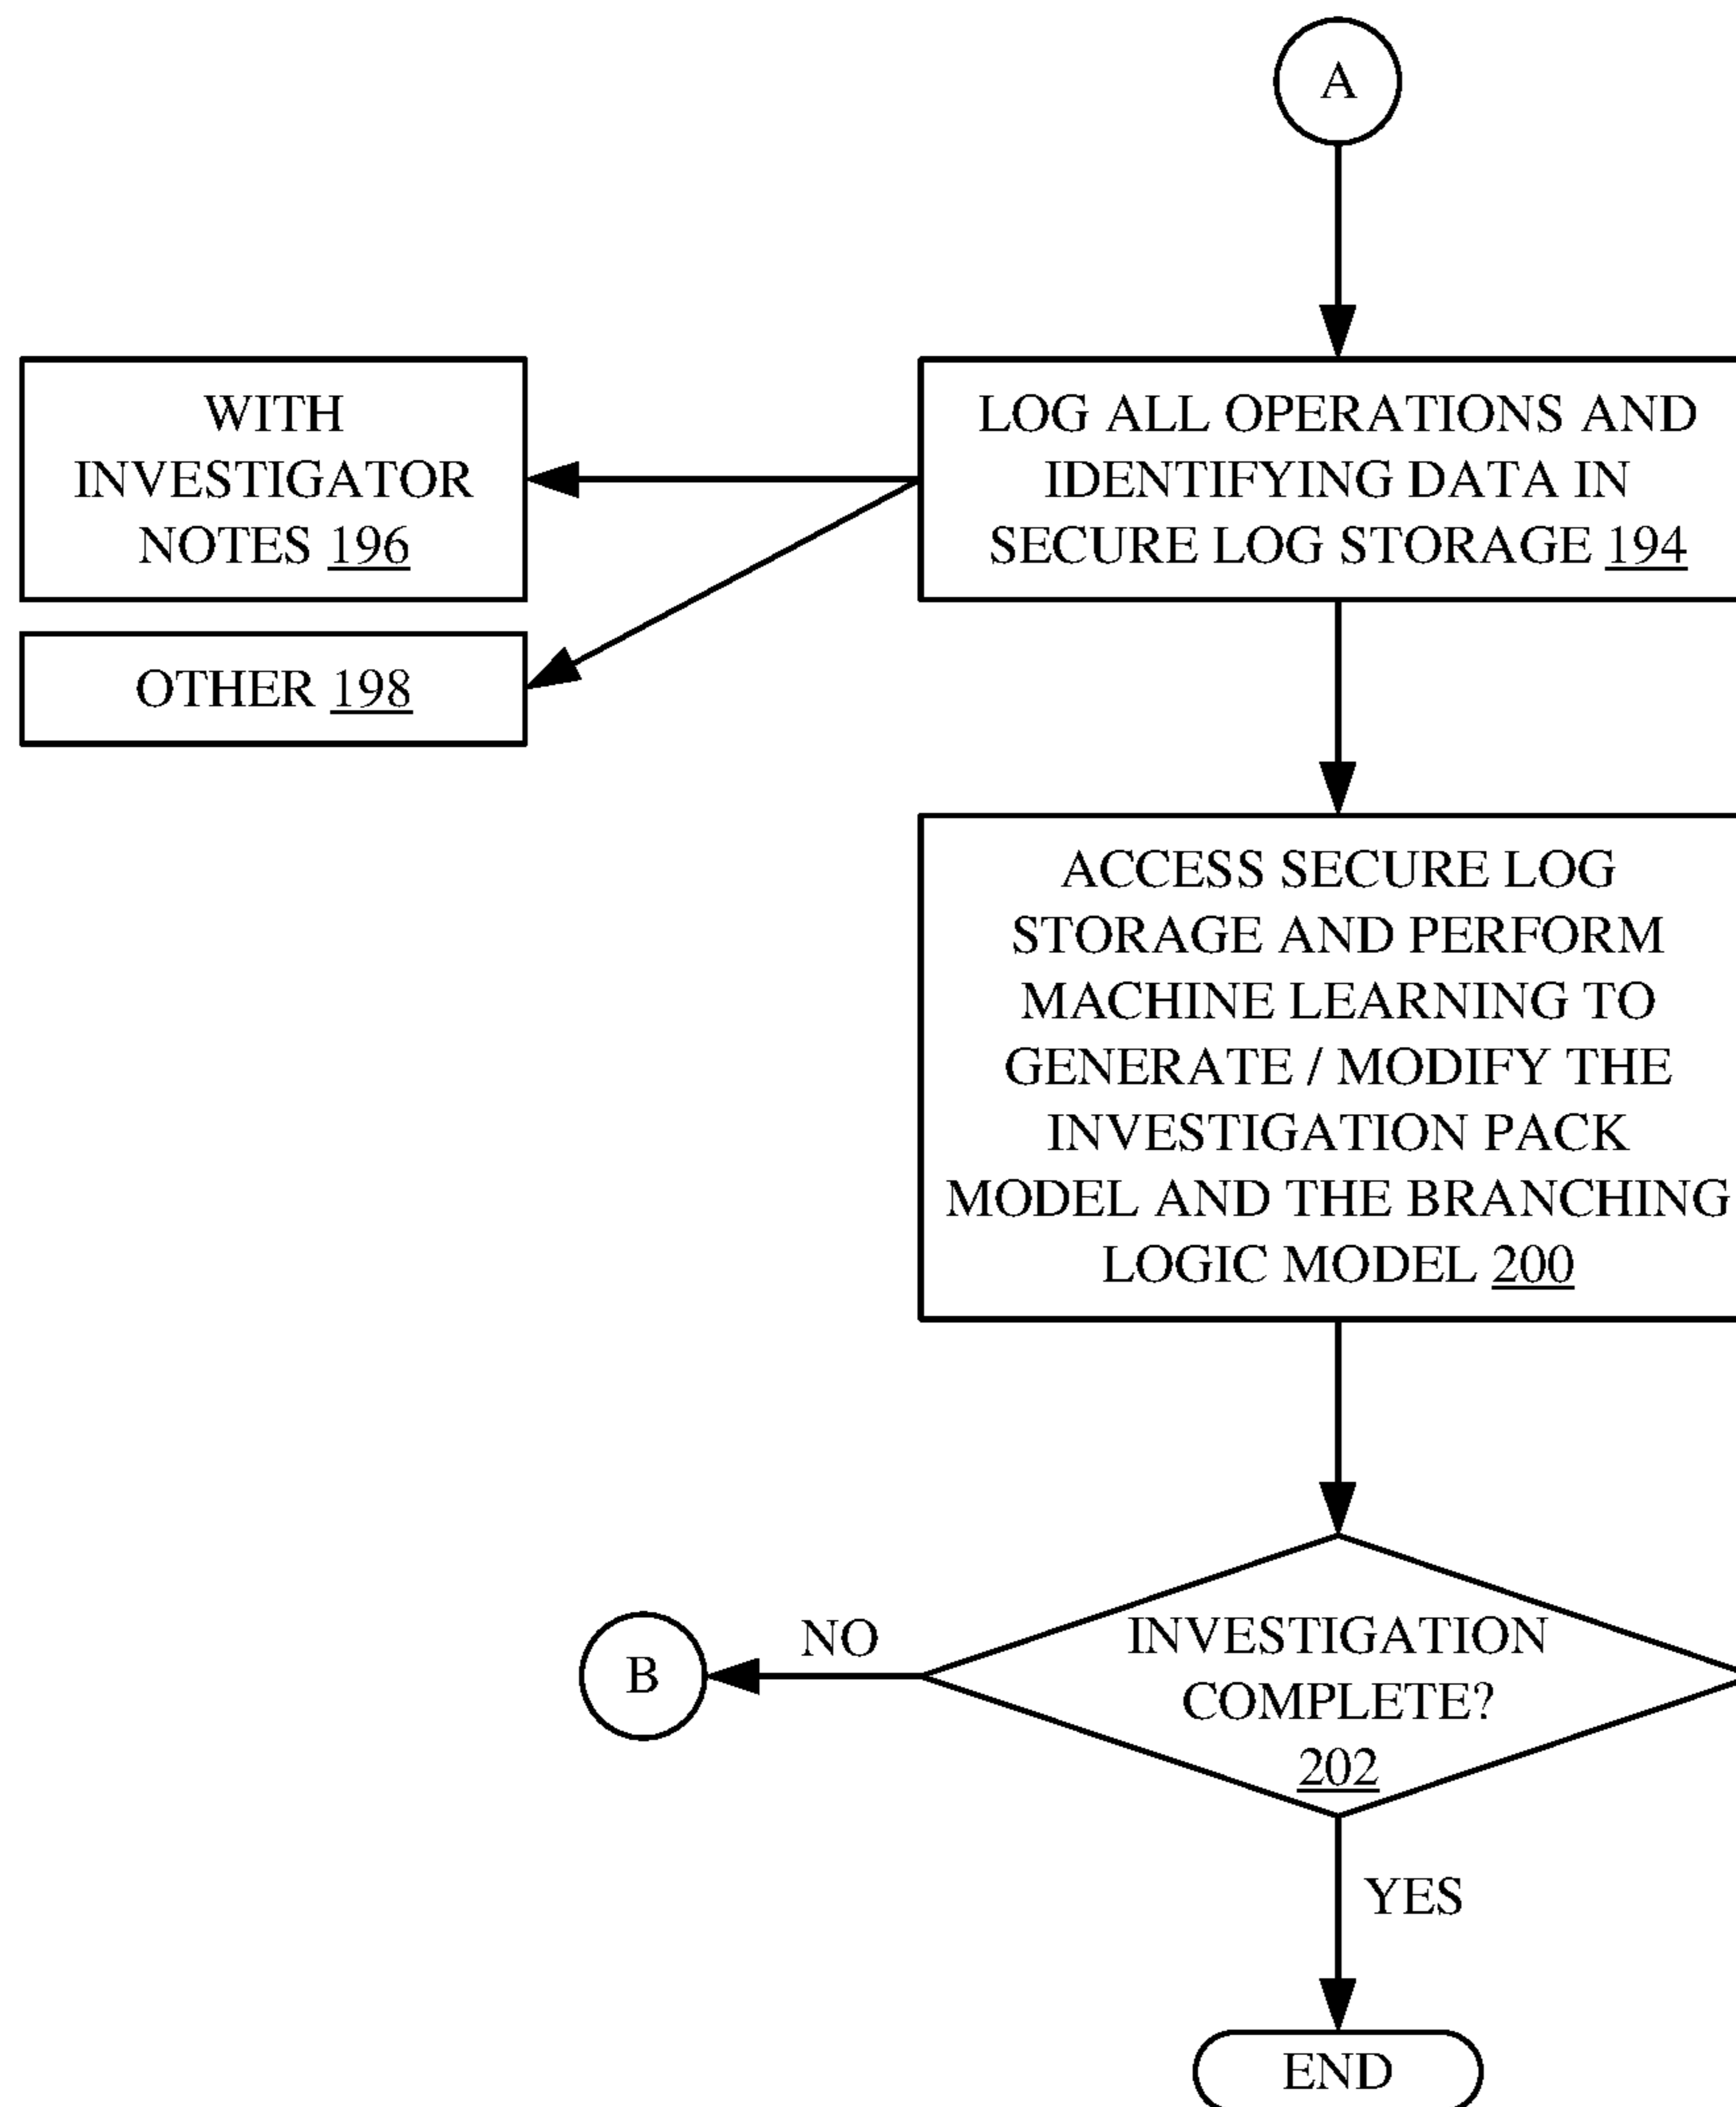 A
WITH
INVESTIGATOR
NOTES 196
LOG ALL OPERATIONS AND
IDENTIFYING DATA IN
SECURE LOG STORAGE 194
OTHER 198
ACCESS SECURE LOG
STORAGE AND PERFORM
MACHINE LEARNING TO
GENERATE / MODIFY THE
INVESTIGATION PACK
MODEL AND THE BRANCHING
LOGIC MODEL 200
NO
B
INVESTIGATION
COMPLETE?
202
YES
END